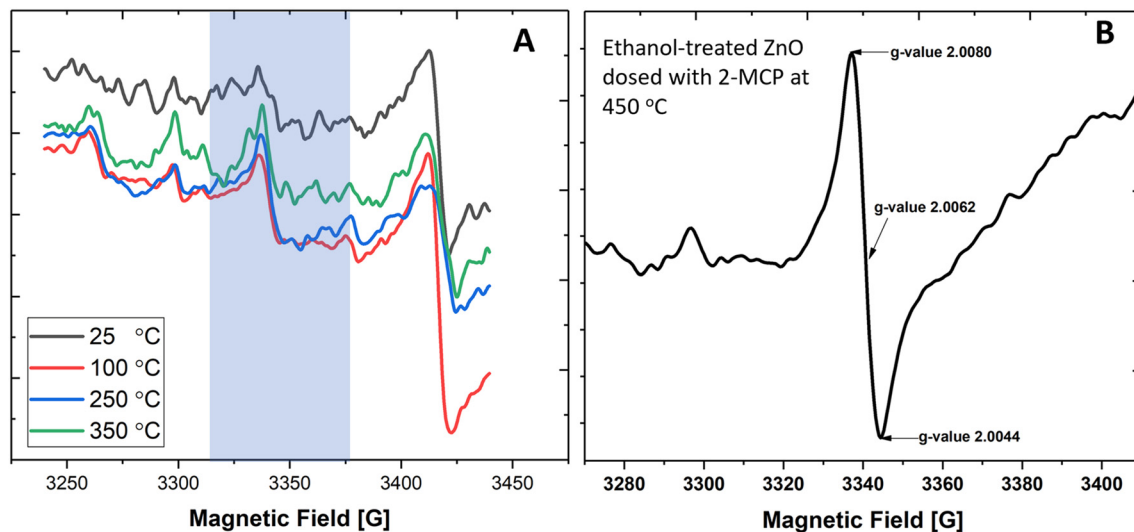 A
25 °C
100 °C
250 °C
350 °C
3250
3300
3350
3400
3450
Magnetic Field [G]
B
Ethanol-treated ZnO
dosed with 2-MCP at
450 °C
g-value 2.0080
g-value 2.0062
g-value 2.0044
3280
3300
3320
3340
3360
3380
3400
Magnetic Field [G]